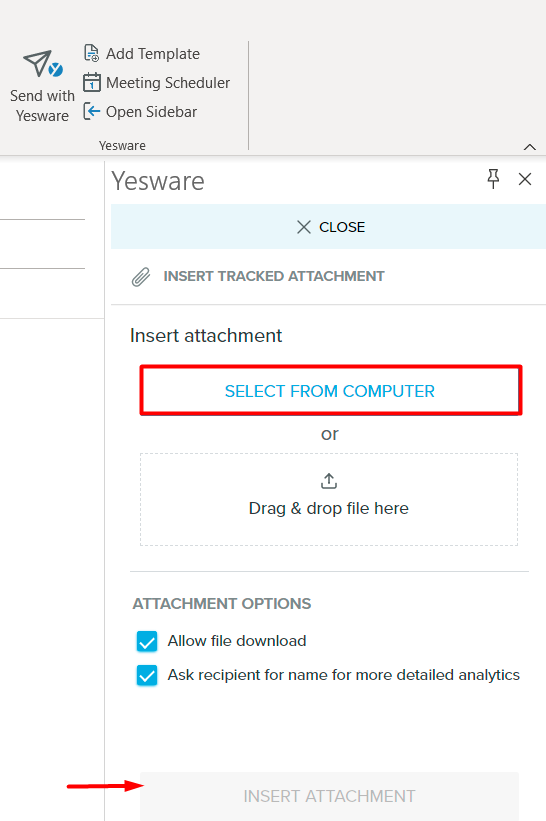 Send with
Yesware
Add Template
1
Meeting Scheduler
Open Sidebar
Yesware
Yesware
CLOSE
INSERT TRACKED ATTACHMENT
Insert attachment
SELECT FROM COMPUTER
or
Drag & drop file here
ATTACHMENT OPTIONS
Allow file download
Ask recipient for name for more detailed analytics
INSERT ATTACHMENT